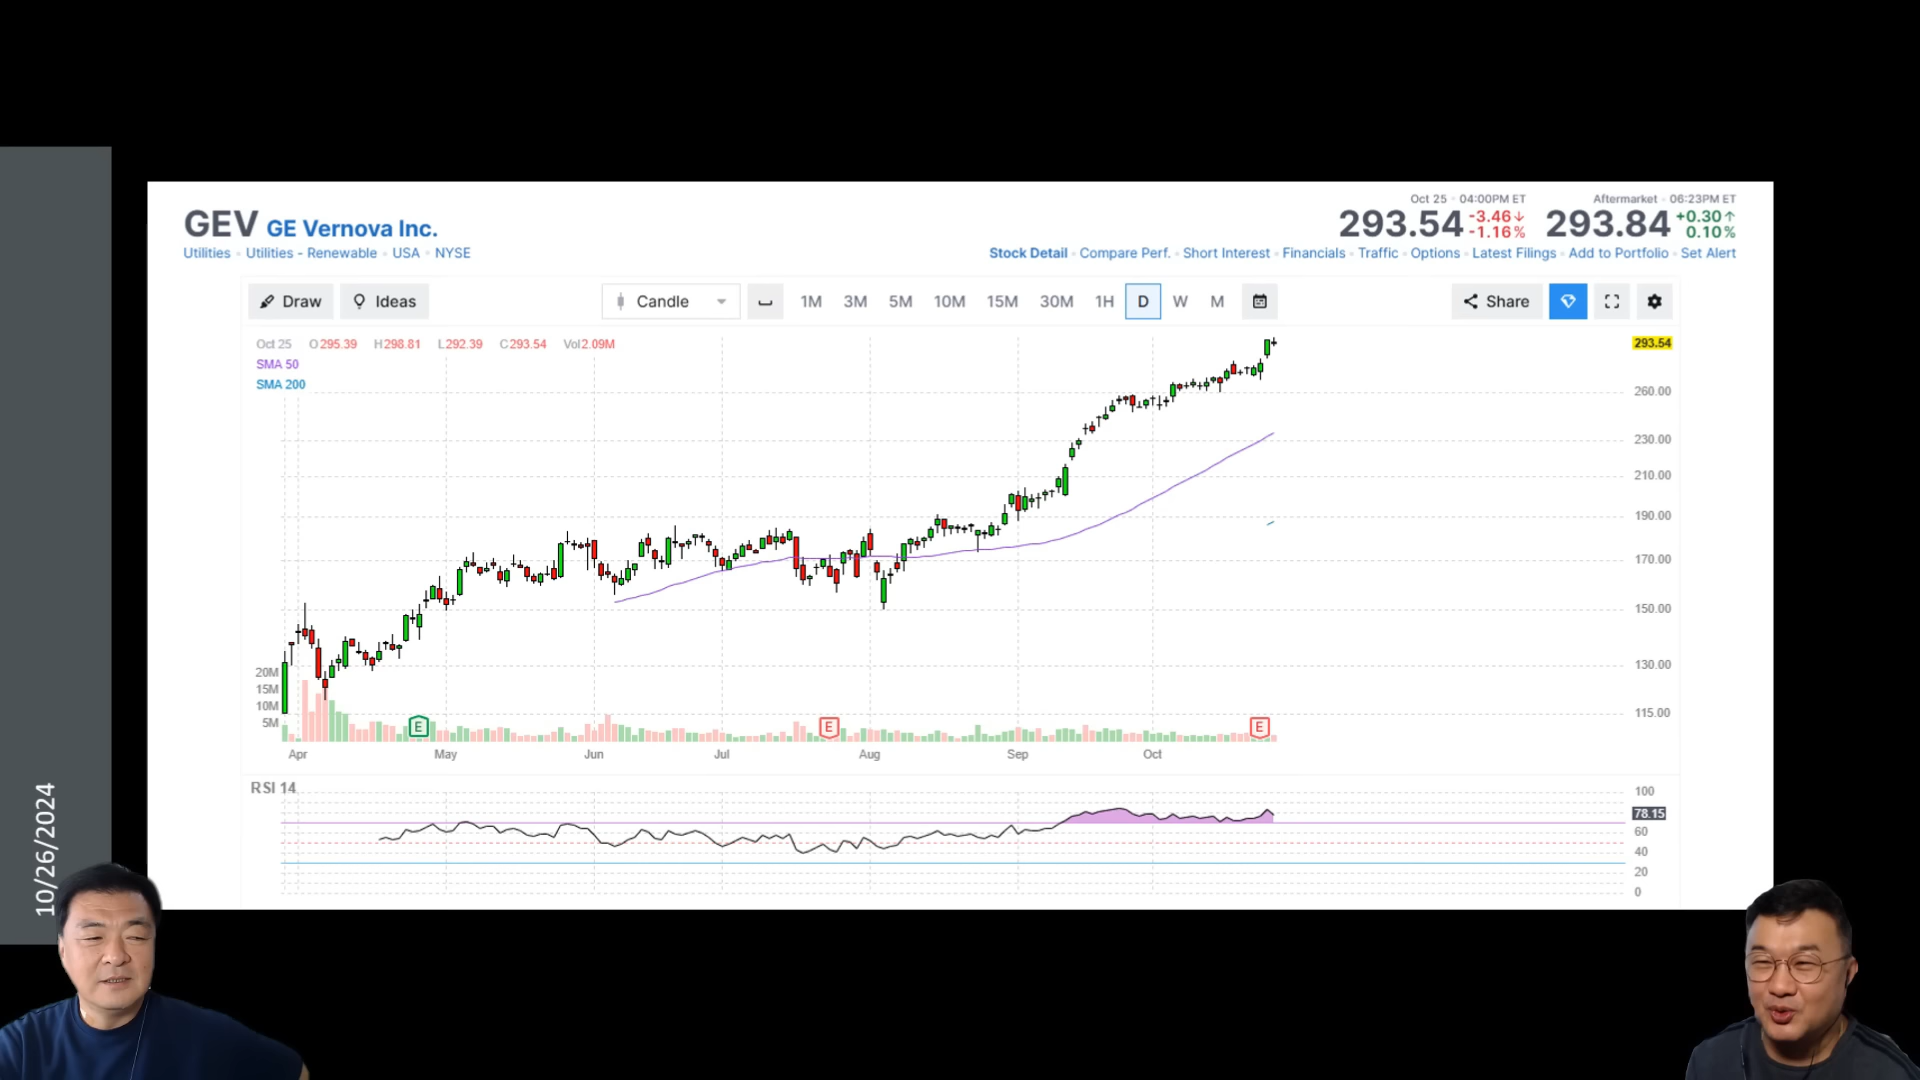 Oct 25 · 04:00PM ET
Aftermarket · 06:23PM ET
GEV GE Vernova Inc.
293.54 -3.46↓ -1.16%
293.84 +0.30↑ 0.10%
Utilities • Utilities - Renewable • USA • NYSE
Stock Detail • Compare Perf. • Short Interest • Financials • Traffic • Options • Latest Filings • Add to Portfolio • Set Alert
Draw Ideas Candle 1M 3M 5M 10M 15M 30M 1H D W M Share
Oct 25 O295.39 H298.81 L292.39 C293.54 Vol2.09M
SMA 50
SMA 200
293.54
260.00
230.00
210.00
190.00
170.00
150.00
130.00
115.00
20M
15M
10M
5M
E E E
Apr May Jun Jul Aug Sep Oct
RSI 14
100
78.15
60
40
20
0
10/26/2024